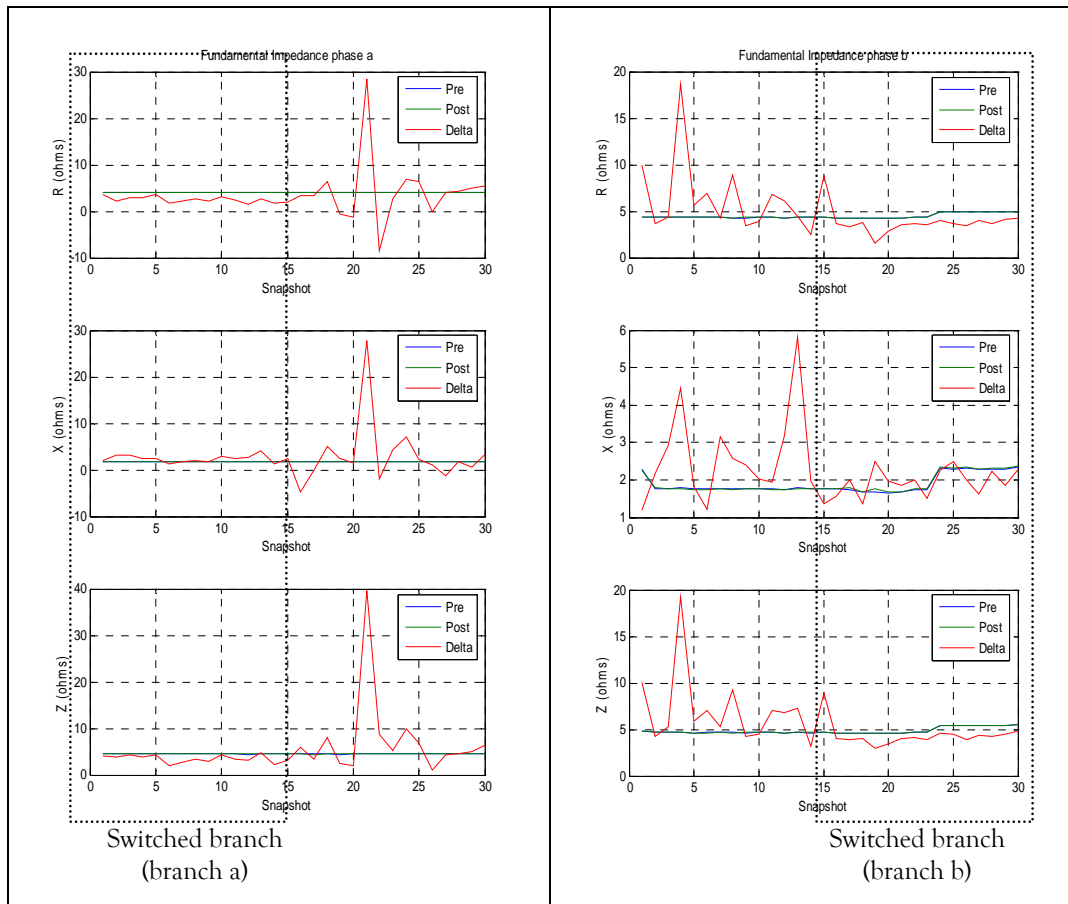 Fundamental Impedance phase a
R (ohms)
30
20
10
0
-10
0 5 10 15 20 25 30
Snapshot
Pre
Post
Delta
X (ohms)
30
20
10
0
-10
0 5 10 15 20 25 30
Snapshot
Pre
Post
Delta
Z (ohms)
40
30
20
10
0
0 5 10 15 20 25 30
Snapshot
Pre
Post
Delta
Switched branch
(branch a)
Fundamental Impedance phase b
R (ohms)
20
15
10
5
0
0 5 10 15 20 25 30
Snapshot
Pre
Post
Delta
X (ohms)
6
5
4
3
2
1
0 5 10 15 20 25 30
Snapshot
Pre
Post
Delta
Z (ohms)
20
15
10
5
0
0 5 10 15 20 25 30
Snapshot
Pre
Post
Delta
Switched branch
(branch b)